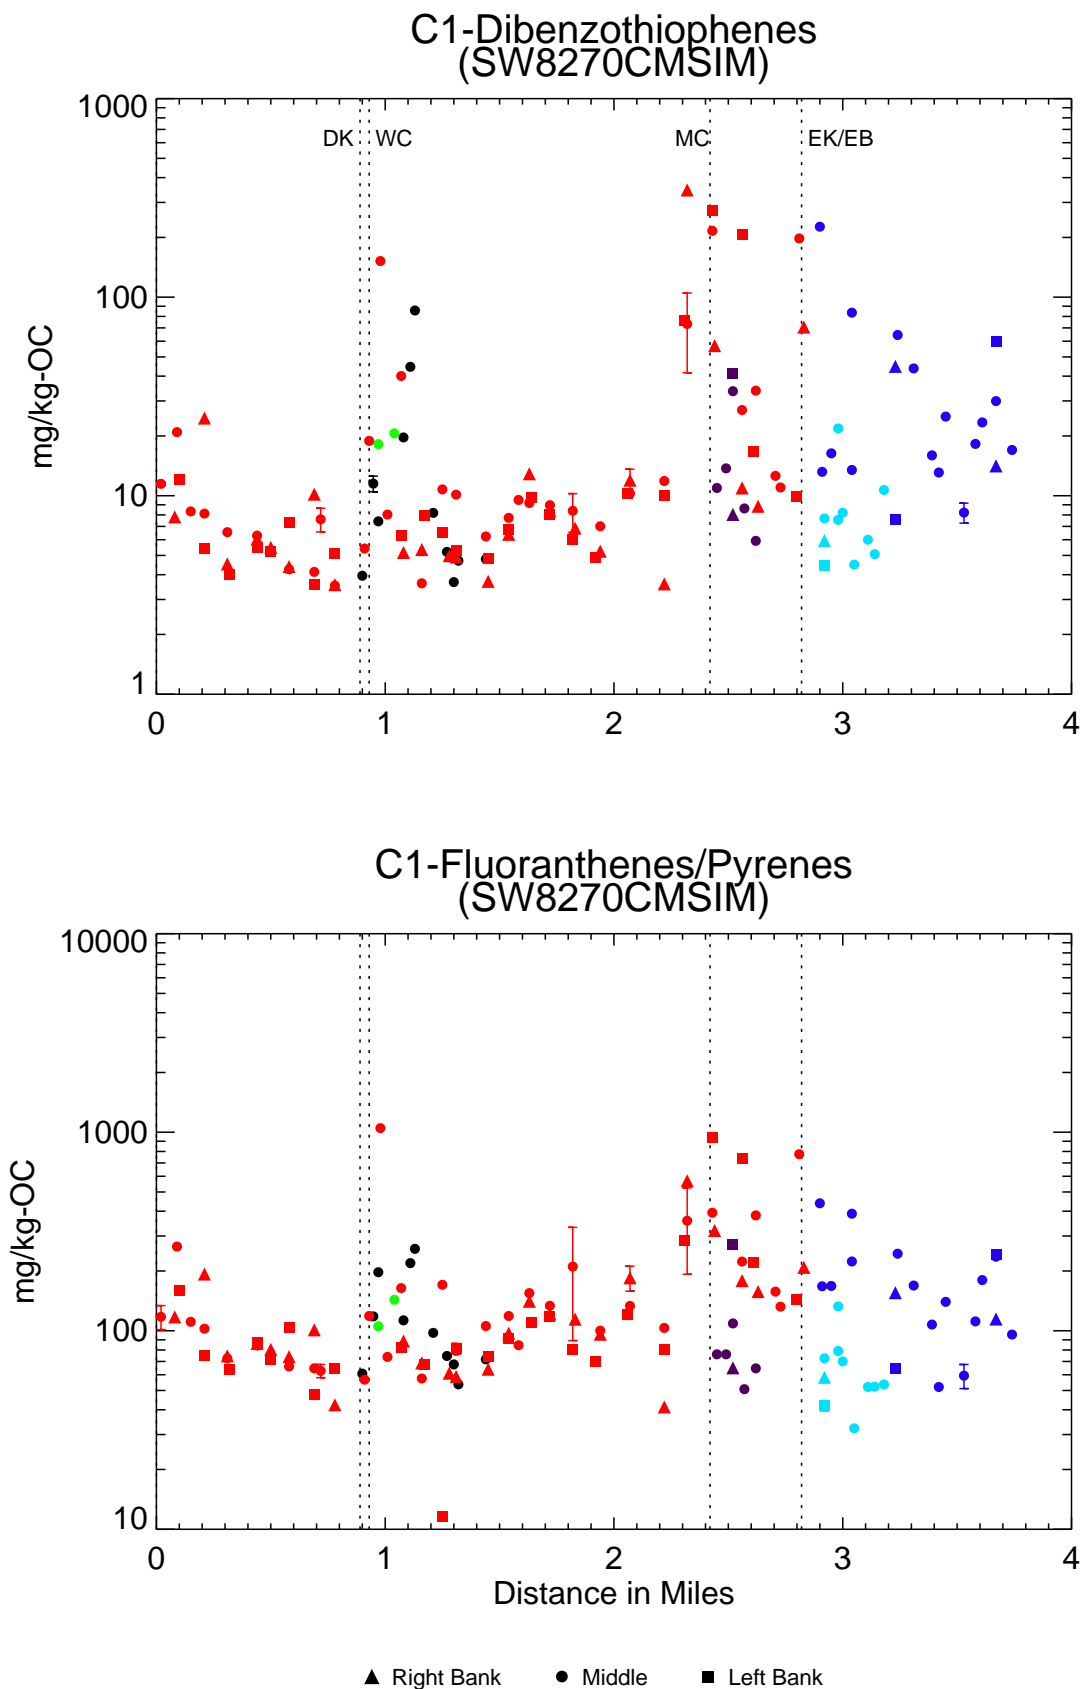 C1-Dibenzothiophenes
(SW8270CMSIM)
1000
DK WC MC EK/EB
100
mg/kg-OC
10
1
0 1 2 3 4
C1-Fluoranthenes/Pyrenes
(SW8270CMSIM)
10000
1000
mg/kg-OC
100
10
0 1 2 3 4
Distance in Miles
Right Bank Middle Left Bank